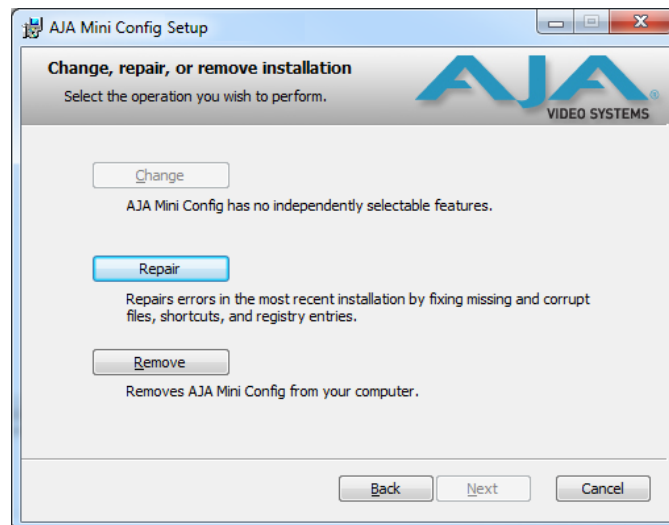 AJA Mini Config Setup
Change, repair, or remove installation
Select the operation you wish to perform.
AJA®
VIDEO SYSTEMS
Change
AJA Mini Config has no independently selectable features.
Repair
Repairs errors in the most recent installation by fixing missing and corrupt
files, shortcuts, and registry entries.
Remove
Removes AJA Mini Config from your computer.
Back
Next
Cancel